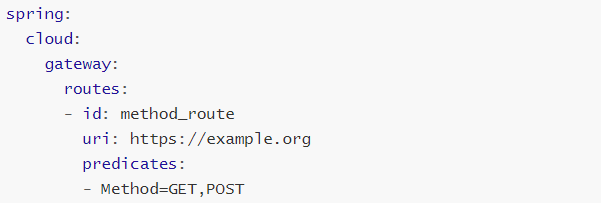 spring:
  cloud:
    gateway:
      routes:
      - id: method_route
        uri: https://example.org
        predicates:
        - Method=GET,POST